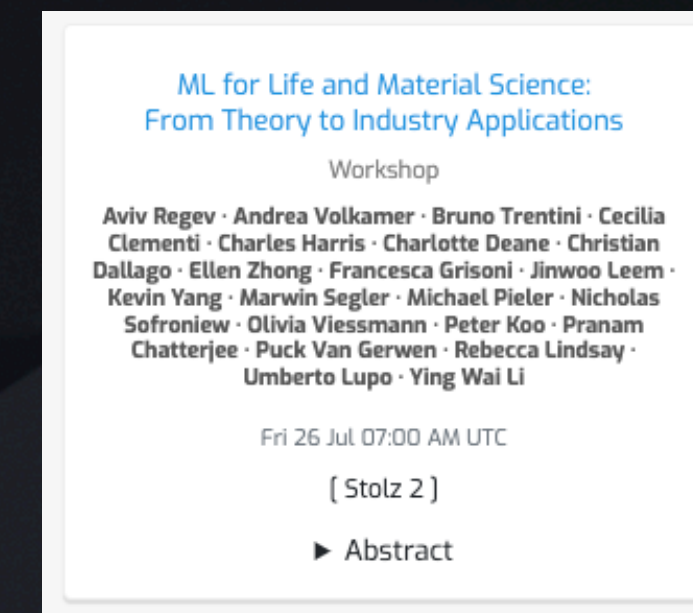 ML for Life and Material Science:
From Theory to Industry Applications
Workshop
Aviv Regev · Andrea Volkamer · Bruno Trentini · Cecilia
Clementi · Charles Harris · Charlotte Deane · Christian
Dallago · Ellen Zhong · Francesca Grisoni · Jinwoo Leem ·
Kevin Yang · Marwin Segler · Michael Pieler · Nicholas
Sofroniew · Olivia Viessmann · Peter Koo · Pranam
Chatterjee · Puck Van Gerwen · Rebecca Lindsay ·
Umberto Lupo · Ying Wai Li
Fri 26 Jul 07:00 AM UTC
[ Stolz 2 ]
▶ Abstract